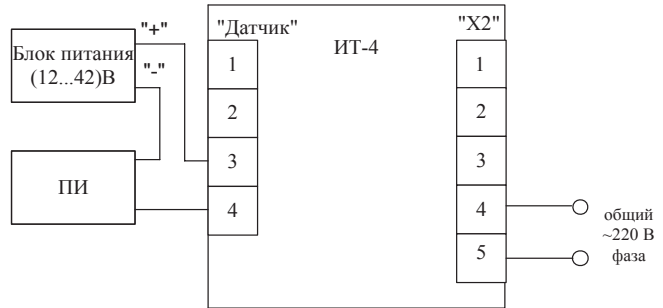 "+"
"Датчик"
"X2"
ИТ-4
Блок питания
(12...42)В
"-"
1
2
3
4
ПИ
1
2
3
4
5
общий
~220 В
фаза